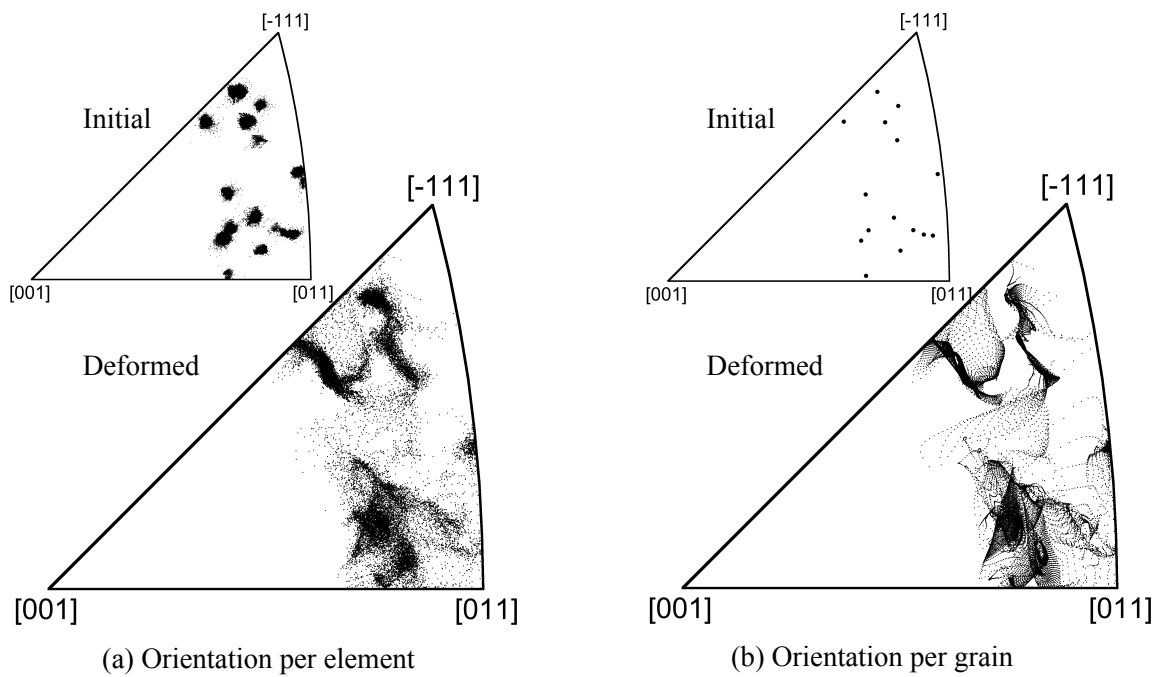 [-111]
Initial
[001]
[011]
[-111]
Deformed
[001]
[011]
(a) Orientation per element
[-111]
Initial
[001]
[011]
[-111]
Deformed
[001]
[011]
(b) Orientation per grain